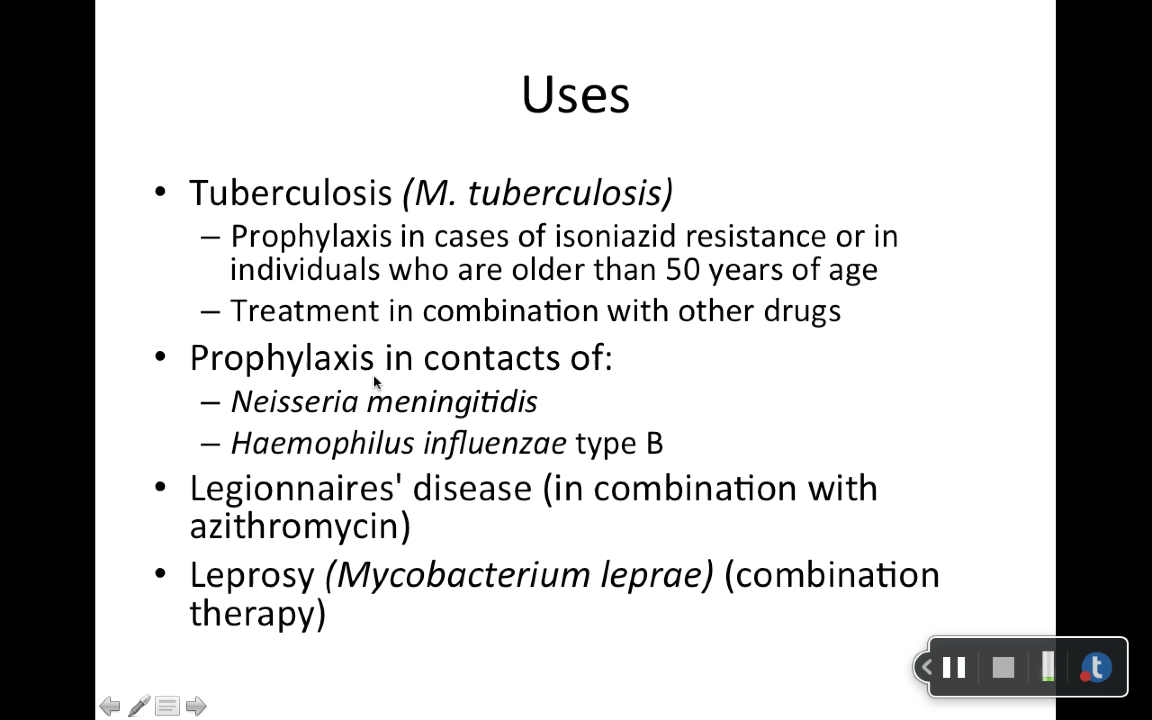 Uses
• Tuberculosis (M. tuberculosis)
– Prophylaxis in cases of isoniazid resistance or in
individuals who are older than 50 years of age
– Treatment in combination with other drugs
• Prophylaxis in contacts of:
– Neisseria meningitidis
– Haemophilus influenzae type B
• Legionnaires' disease (in combination with
azithromycin)
• Leprosy (Mycobacterium leprae) (combination
therapy)
t